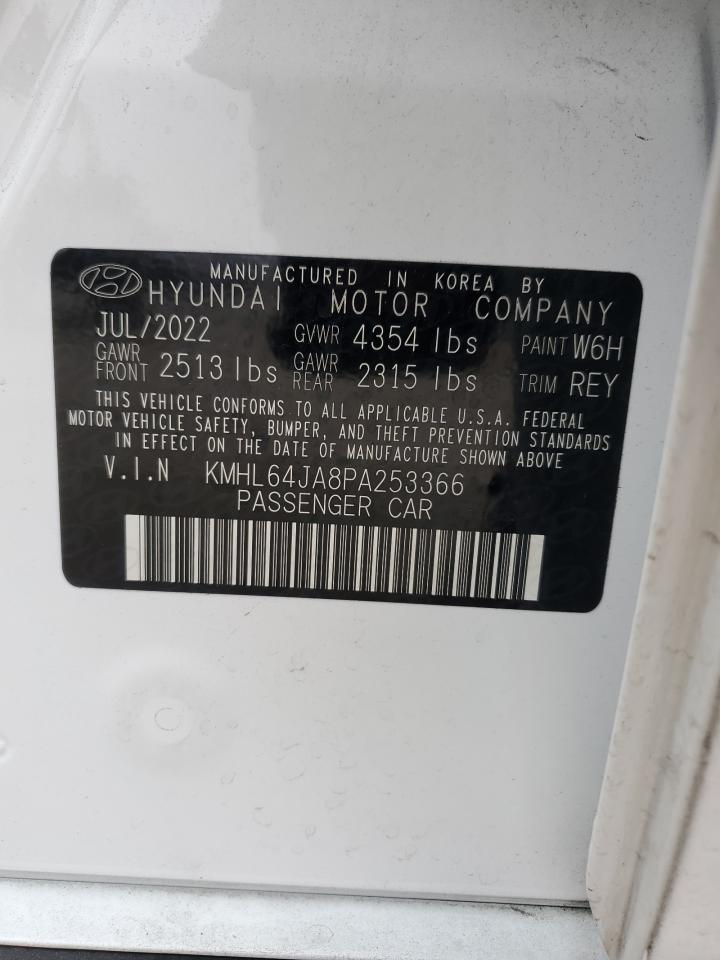 MANUFACTURED IN KOREA BY
HYUNDAI MOTOR COMPANY
JUL/2022 GVWR 4354 lbs PAINT W6H
GAWR FRONT 2513 lbs GAWR REAR 2315 lbs TRIM REY
THIS VEHICLE CONFORMS TO ALL APPLICABLE U.S.A. FEDERAL
MOTOR VEHICLE SAFETY, BUMPER, AND THEFT PREVENTION STANDARDS
IN EFFECT ON THE DATE OF MANUFACTURE SHOWN ABOVE
V.I.N KMHL64JA8PA253366
PASSENGER CAR